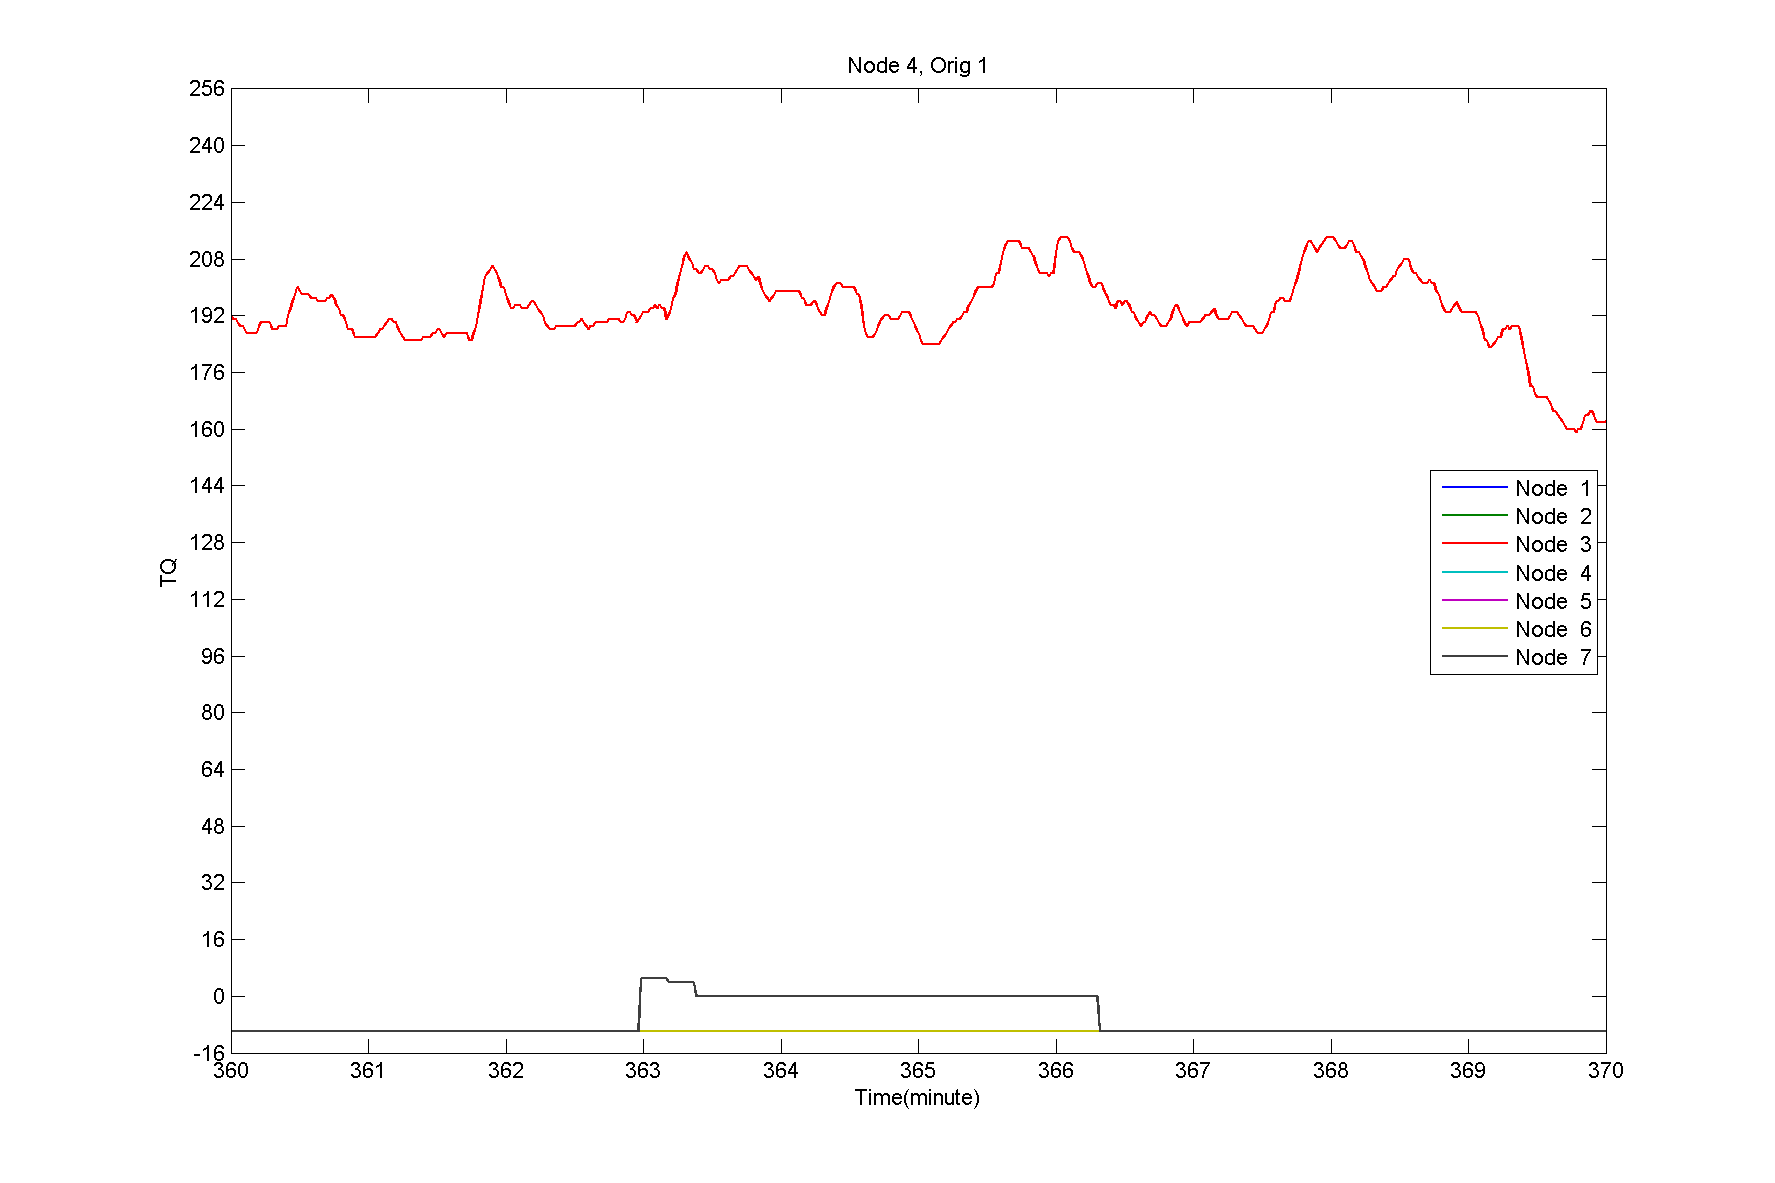 Node 4, Orig 1
256
240
224
208
192
176
160
144
128
112
96
80
64
48
32
16
0
-16
TQ
Node 1
Node 2
Node 3
Node 4
Node 5
Node 6
Node 7
360 361 362 363 364 365 366 367 368 369 370
Time(minute)